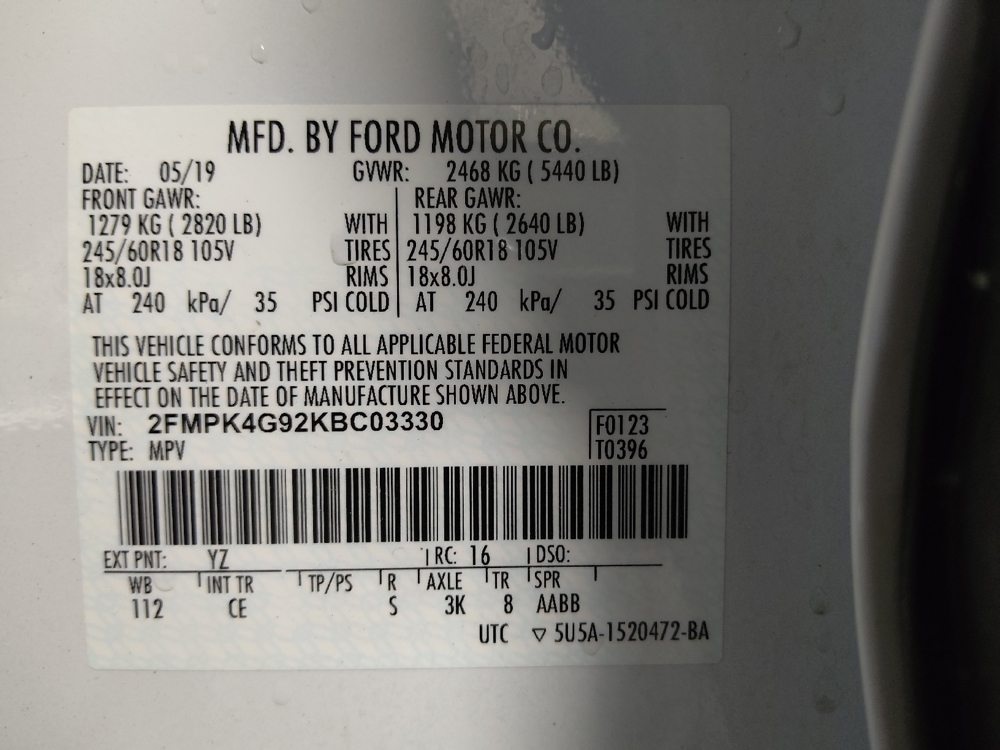 MFD. BY FORD MOTOR CO.
DATE: 05/19 GVWR: 2468 KG ( 5440 LB)
FRONT GAWR: REAR GAWR:
1279 KG ( 2820 LB) WITH 1198 KG ( 2640 LB) WITH
245/60R18 105V TIRES 245/60R18 105V TIRES
18x8.0J RIMS 18x8.0J RIMS
AT 240 kPa/ 35 PSI COLD AT 240 kPa/ 35 PSI COLD
THIS VEHICLE CONFORMS TO ALL APPLICABLE FEDERAL MOTOR
VEHICLE SAFETY AND THEFT PREVENTION STANDARDS IN
EFFECT ON THE DATE OF MANUFACTURE SHOWN ABOVE.
VIN: 2FMPK4G92KBC03330 F0123
TYPE: MPV T0396
EXT PNT: YZ RC: 16 DSO:
WB INT TR TP/PS R AXLE TR SPR
112 CE S 3K 8 AABB
UTC ▽ 5U5A-1520472-BA